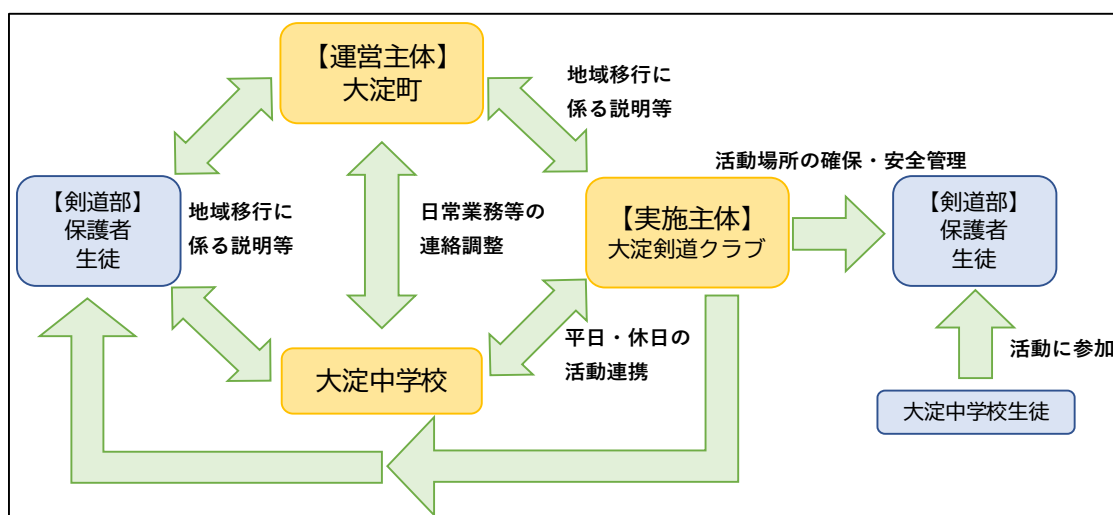 【運営主体】
大淀町
地域移行に
係る説明等
活動場所の確保・安全管理
【剣道部】
保護者
生徒
地域移行に
係る説明等
日常業務等の
連絡調整
【実施主体】
大淀剣道クラブ
【剣道部】
保護者
生徒
平日・休日の
活動連携
大淀中学校
活動に参加
大淀中学校生徒